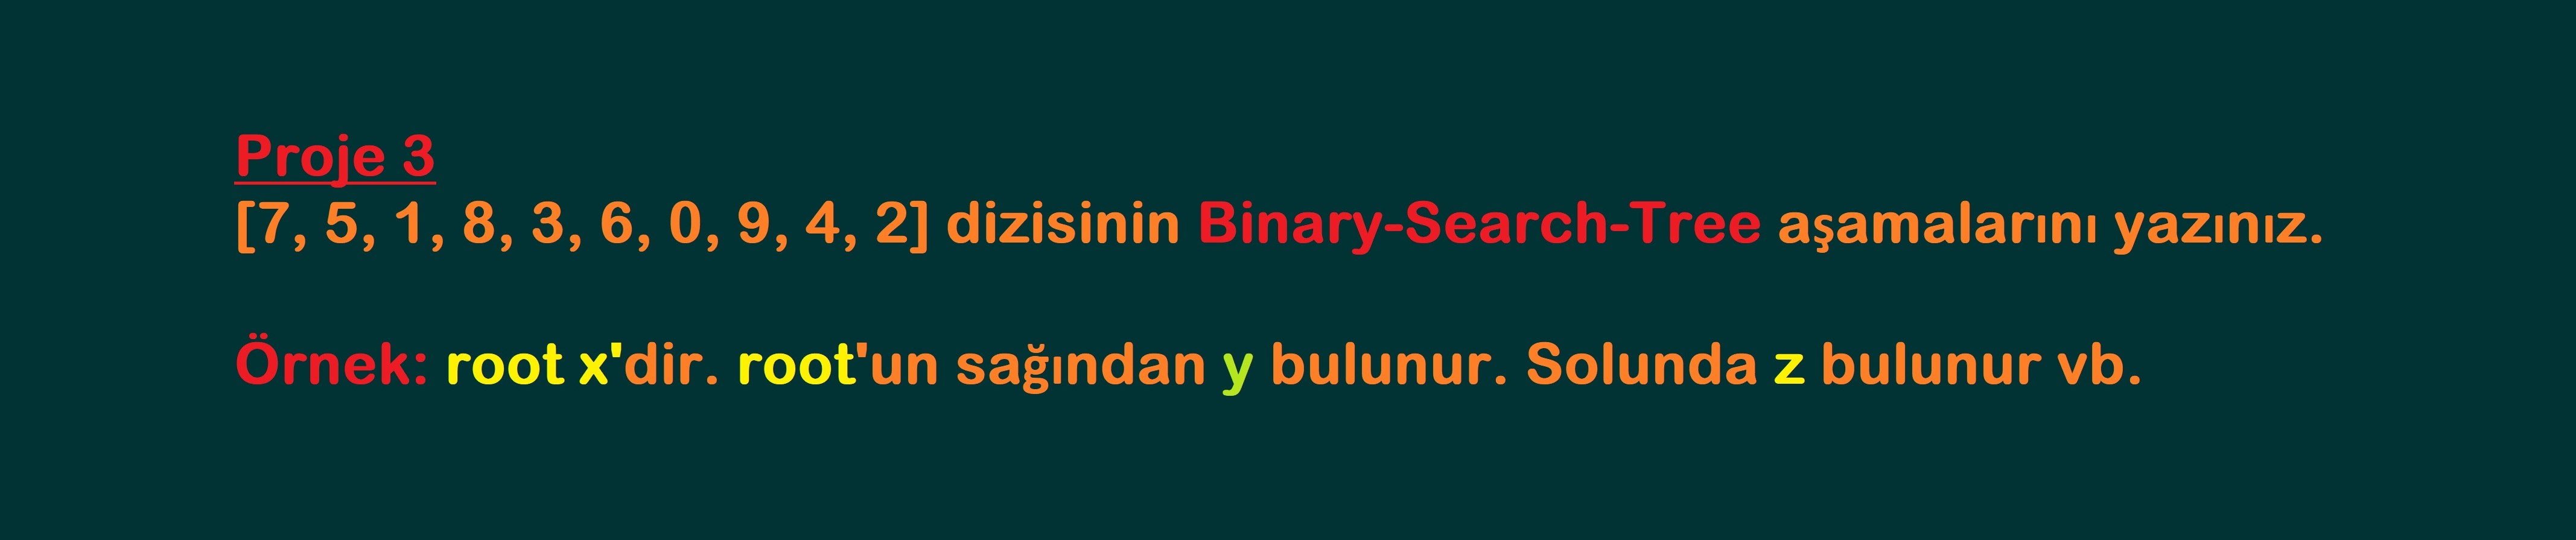 Proje 3
[7, 5, 1, 8, 3, 6, 0, 9, 4, 2] dizisinin Binary-Search-Tree aşamalarını yazınız.
Örnek: root x'dir. root'un sağından y bulunur. Solunda z bulunur vb.